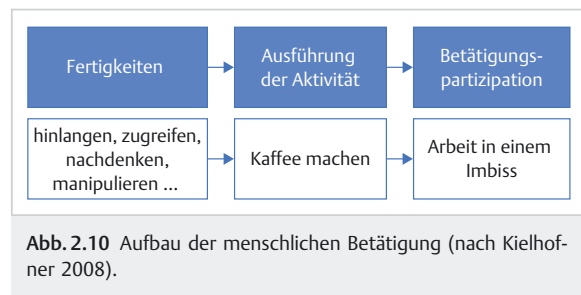 Fertigkeiten
Ausführung
der Aktivität
Betätigungs-
partizipation
hinlangen, zugreifen,
nachdenken,
manipulieren ...
Kaffee machen
Arbeit in einem
Imbiss
Abb. 2.10 Aufbau der menschlichen Betätigung (nach Kielhof-
ner 2008).